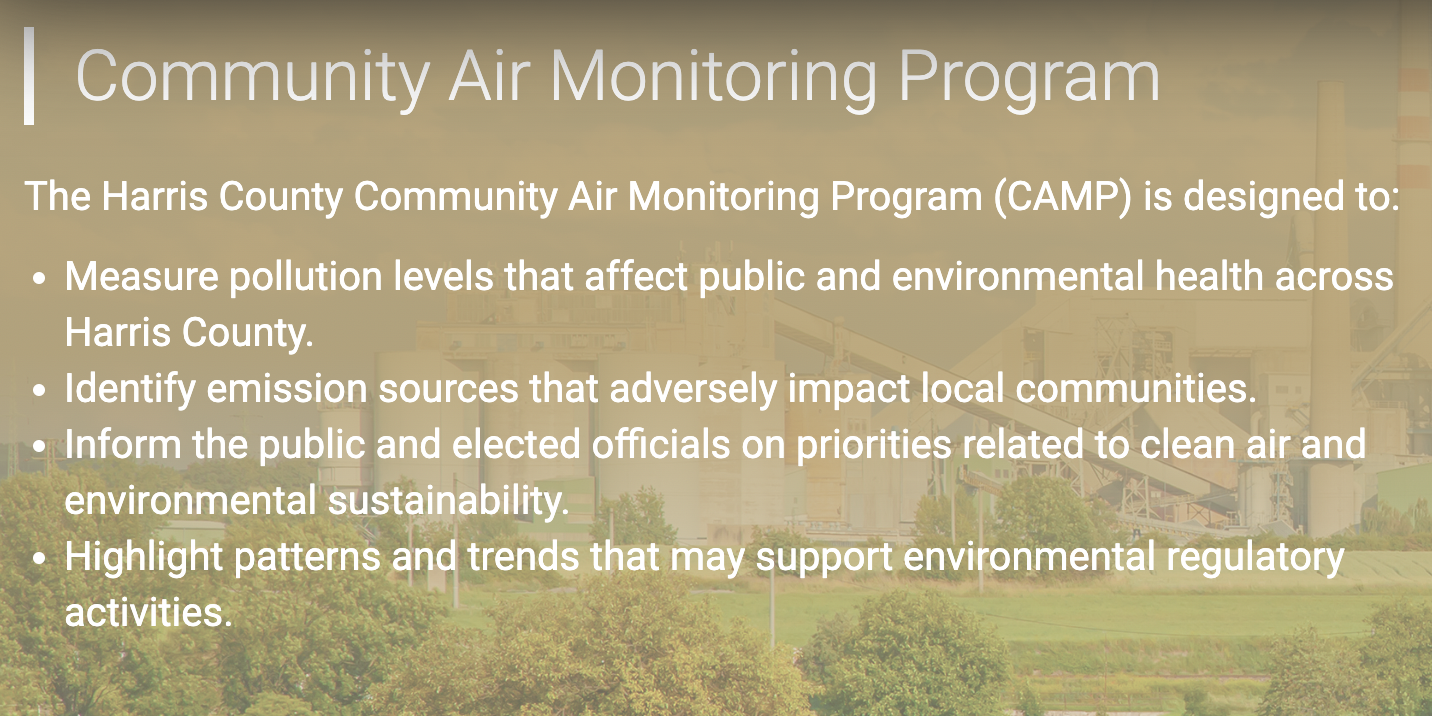 Community Air Monitoring Program
The Harris County Community Air Monitoring Program (CAMP) is designed to:
• Measure pollution levels that affect public and environmental health across
Harris County.
• Identify emission sources that adversely impact local communities.
• Inform the public and elected officials on priorities related to clean air and
environmental sustainability.
• Highlight patterns and trends that may support environmental regulatory
activities.